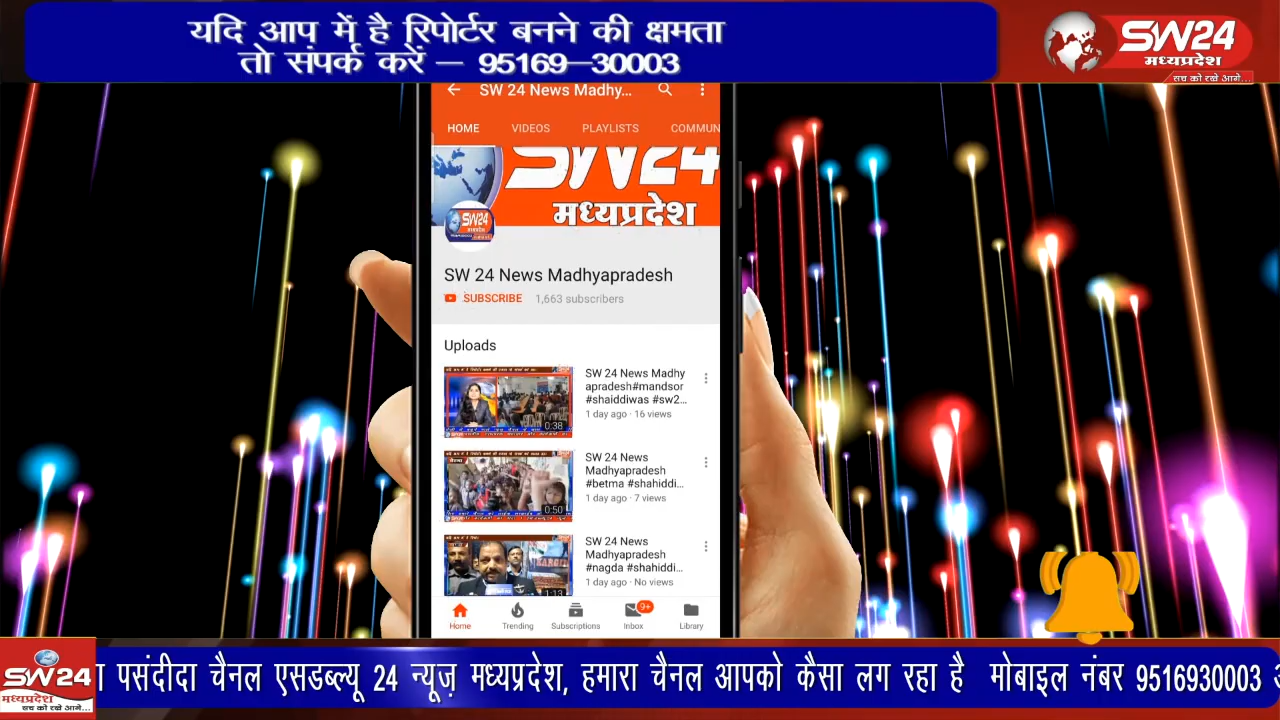 यदि आप में है रिपोर्टर बनने की क्षमता
तो संपर्क करें – 95169–30003
SW24
मध्यप्रदेश
सच को रखे आगे...
SW 24 News Madhy...
HOME VIDEOS PLAYLISTS COMMUN
SW24
मध्यप्रदेश
SW24
SW 24 News Madhyapradesh
SUBSCRIBE 1,663 subscribers
Uploads
SW 24 News Madhy
apradesh#mandsor
#shaiddiwas #sw2...
1 day ago · 16 views
0:38
SW 24 News
Madhyapradesh
#betma #shahiddi...
1 day ago · 7 views
0:50
SW 24 News
Madhyapradesh
#nagda #shahiddi...
1 day ago · No views
1:13
9+
Home Trending Subscriptions Inbox Library
SW24
मध्यप्रदेश
सच को रखे आगे...
पसंदीदा चैनल एसडब्ल्यू 24 न्यूज़ मध्यप्रदेश, हमारा चैनल आपको कैसा लग रहा है मोबाइल नंबर 9516930003